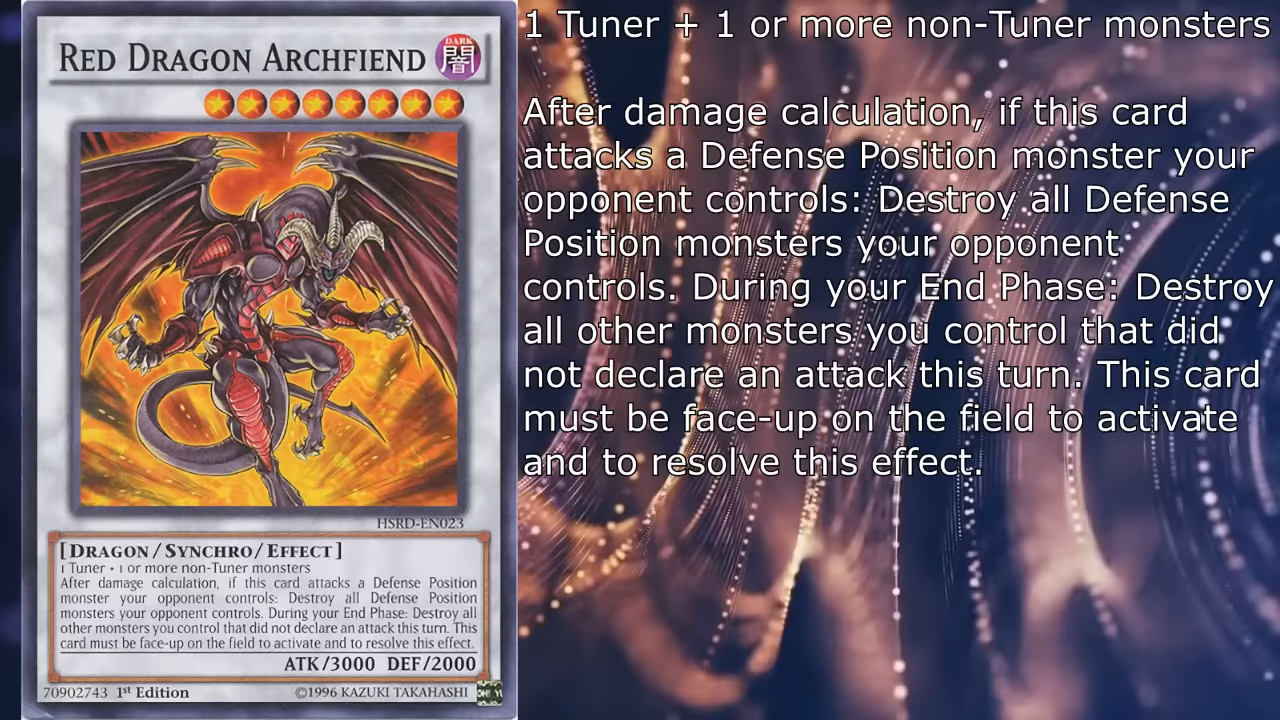 RED DRAGON ARCHFIEND
DARK
闇
HSRD-EN023
[DRAGON/SYNCHRO/EFFECT]
1 Tuner + 1 or more non-Tuner monsters
After damage calculation, if this card attacks a Defense Position
monster your opponent controls: Destroy all Defense Position
monsters your opponent controls. During your End Phase: Destroy all
other monsters you control that did not declare an attack this turn. This
card must be face-up on the field to activate and to resolve this effect.
ATK/3000 DEF/2000
70902743 1st Edition
©1996 KAZUKI TAKAHASHI
1 Tuner + 1 or more non-Tuner monsters
After damage calculation, if this card
attacks a Defense Position monster your
opponent controls: Destroy all Defense
Position monsters your opponent
controls. During your End Phase: Destroy
all other monsters you control that did
not declare an attack this turn. This card
must be face-up on the field to activate
and to resolve this effect.